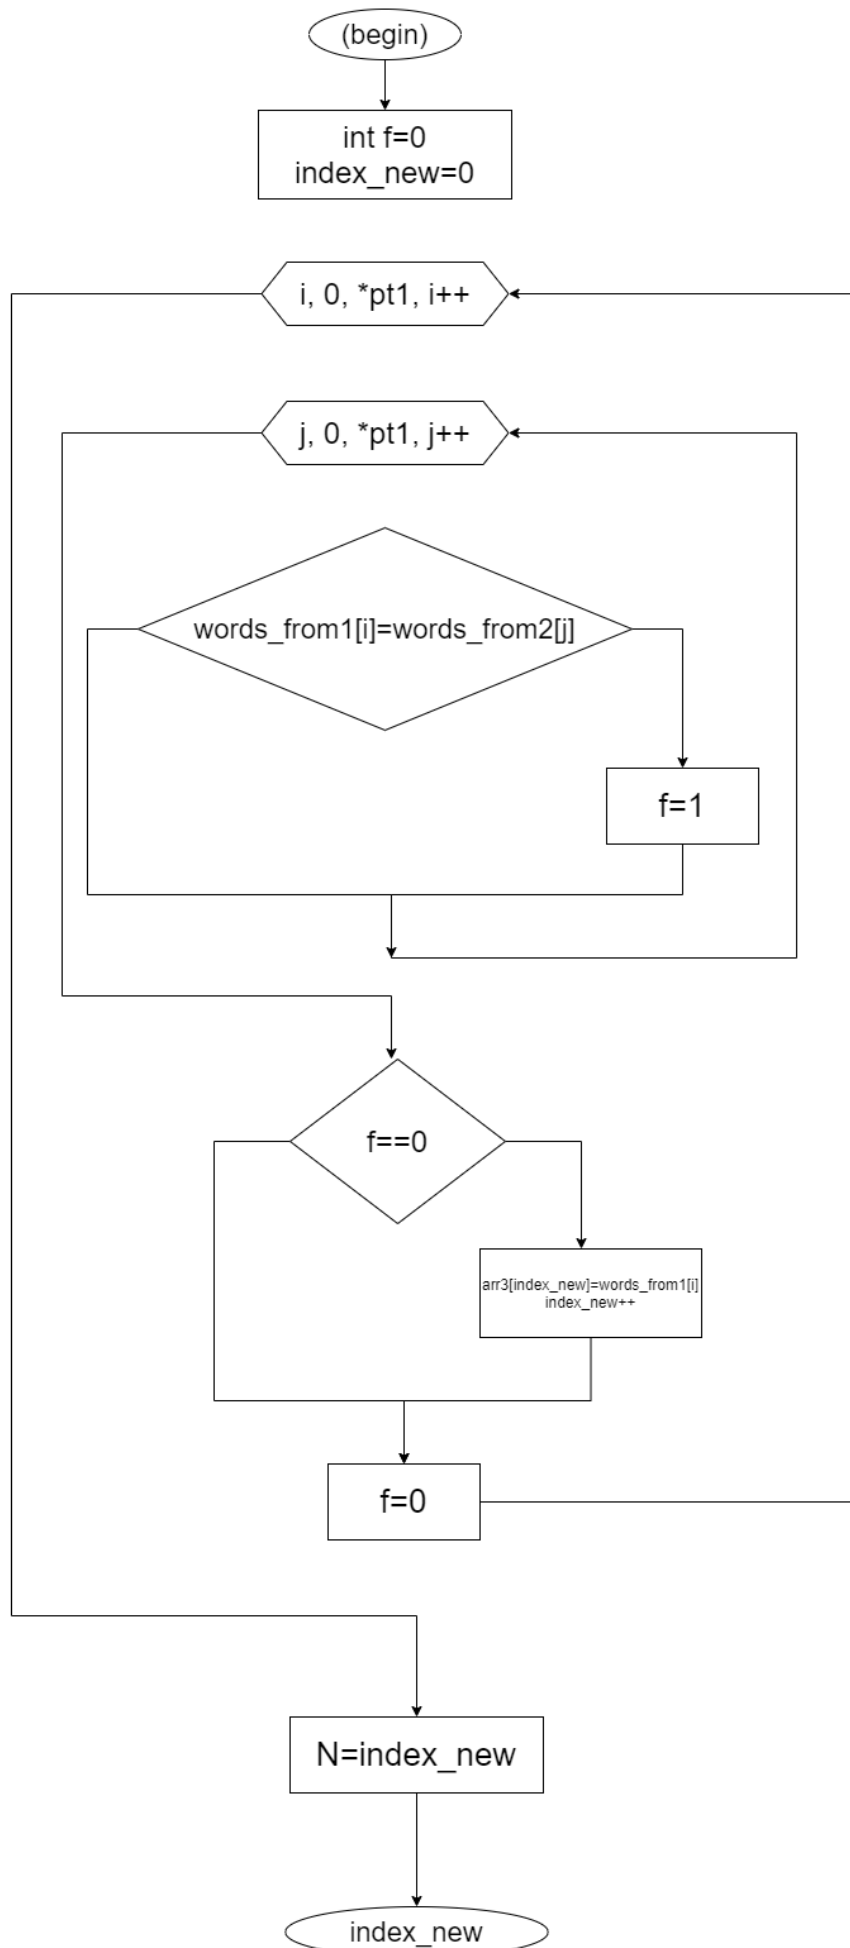 (begin)
int f=0
index_new=0
i, 0, *pt1, i++
j, 0, *pt1, j++
words_from1[i]=words_from2[j]
f=1
f==0
arr3[index_new]=words_from1[i]
index_new++
f=0
N=index_new
index_new